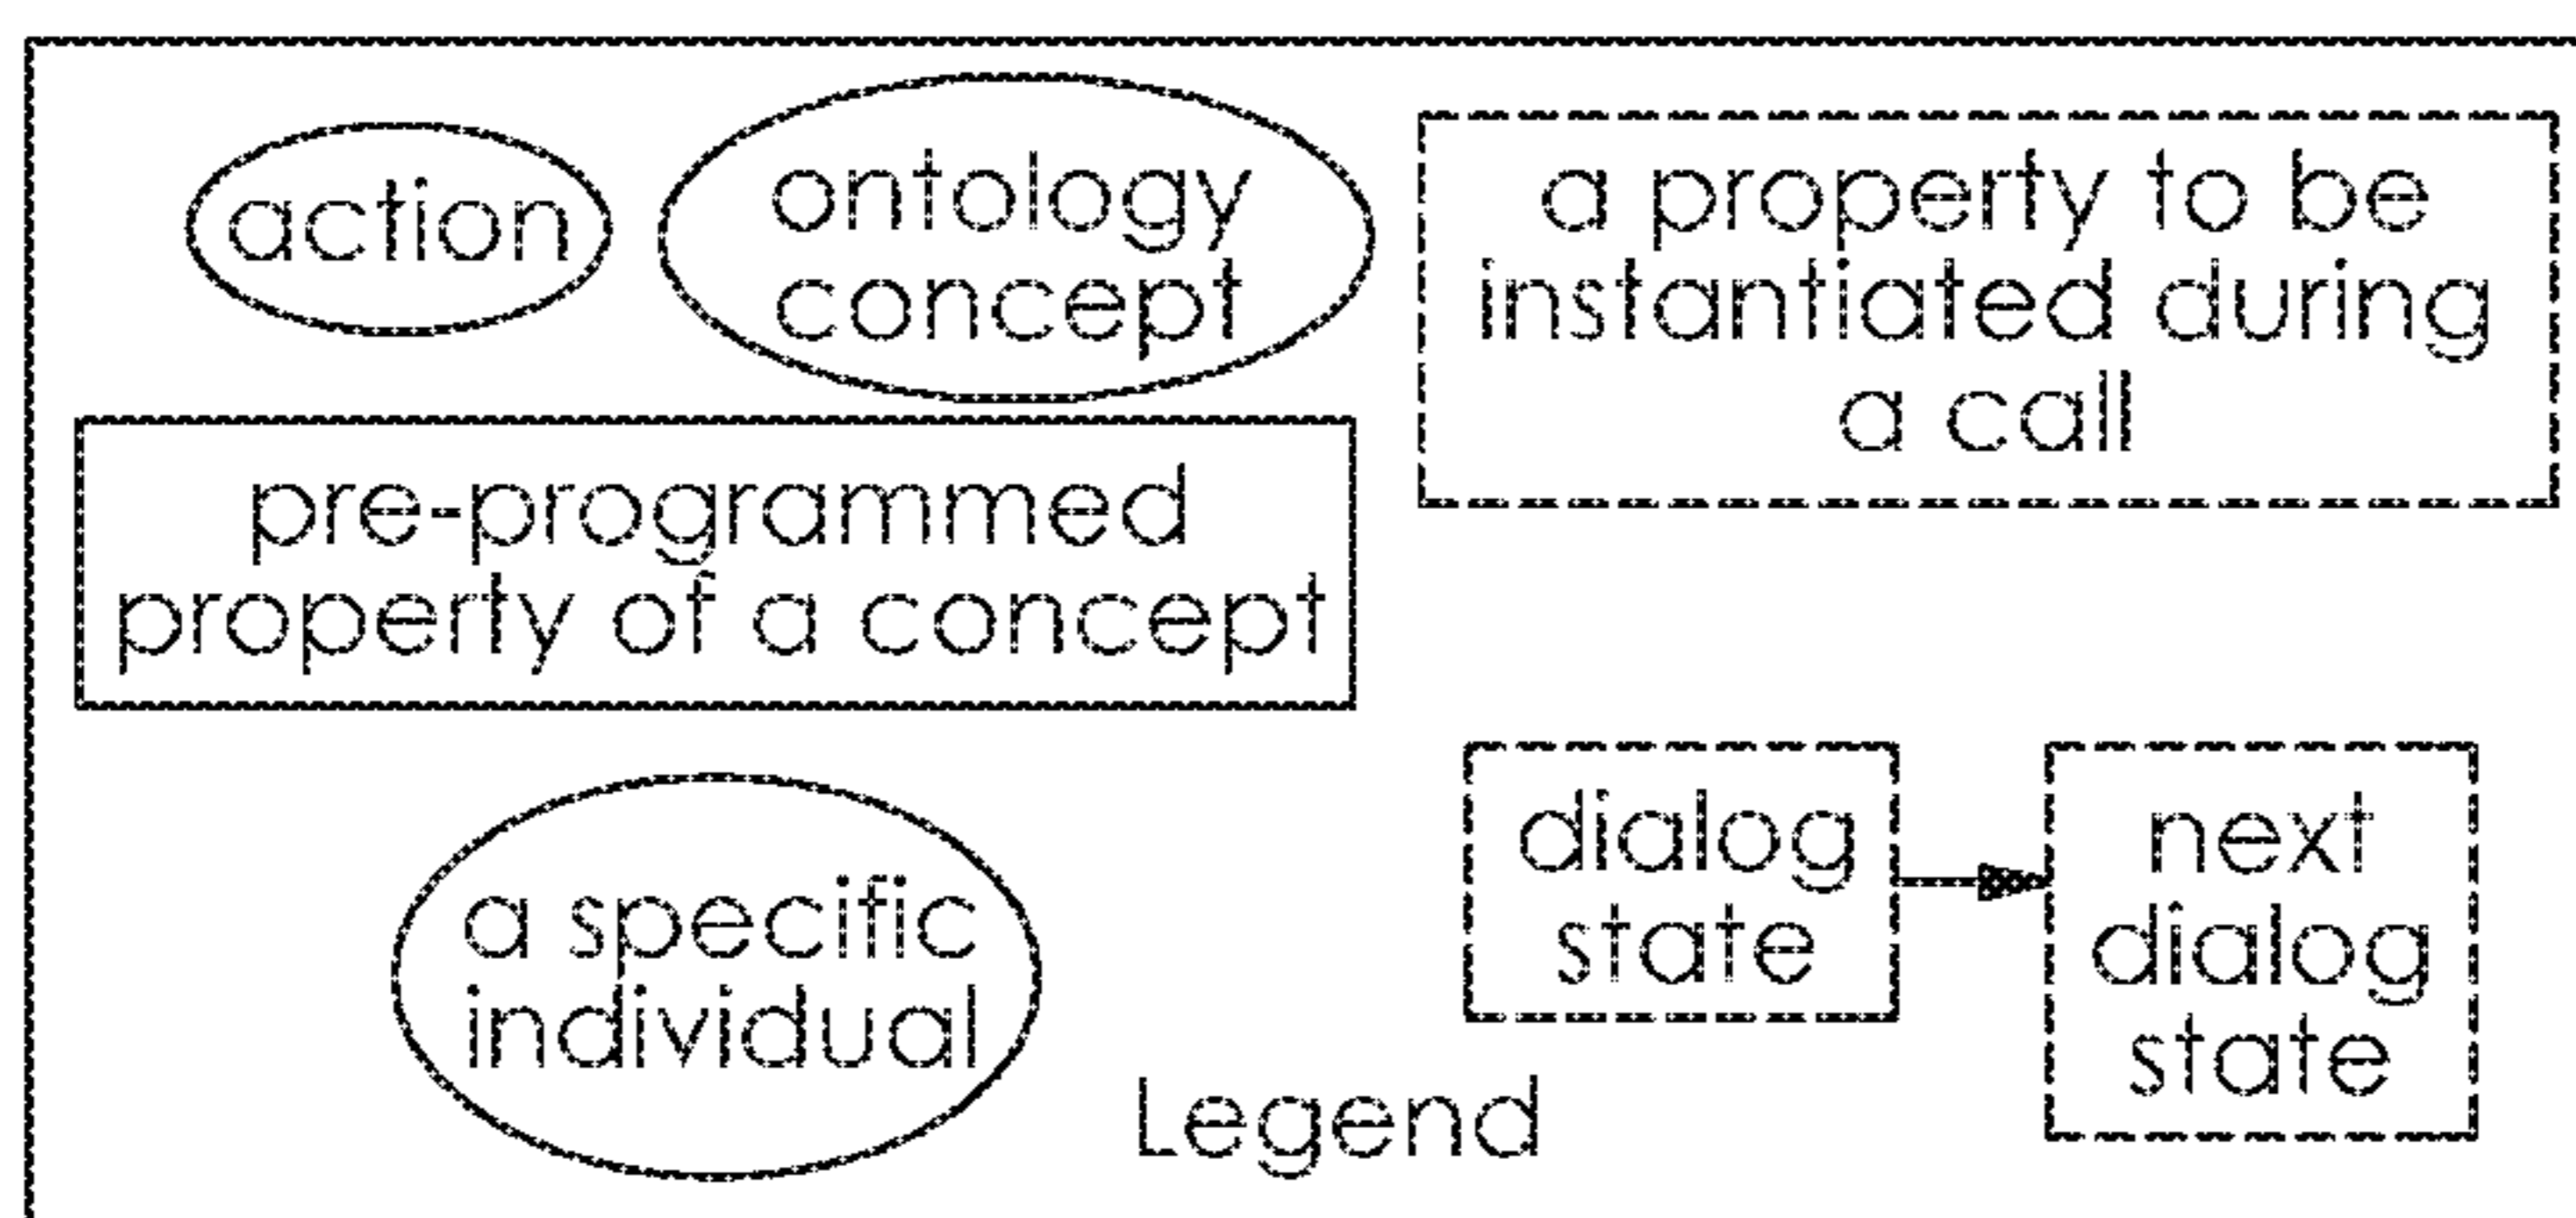 action
ontology
concept
a property to be
instantiated during
a call
pre-programmed
property of a concept
a specific
individual
dialog
state
next
dialog
state
Legend